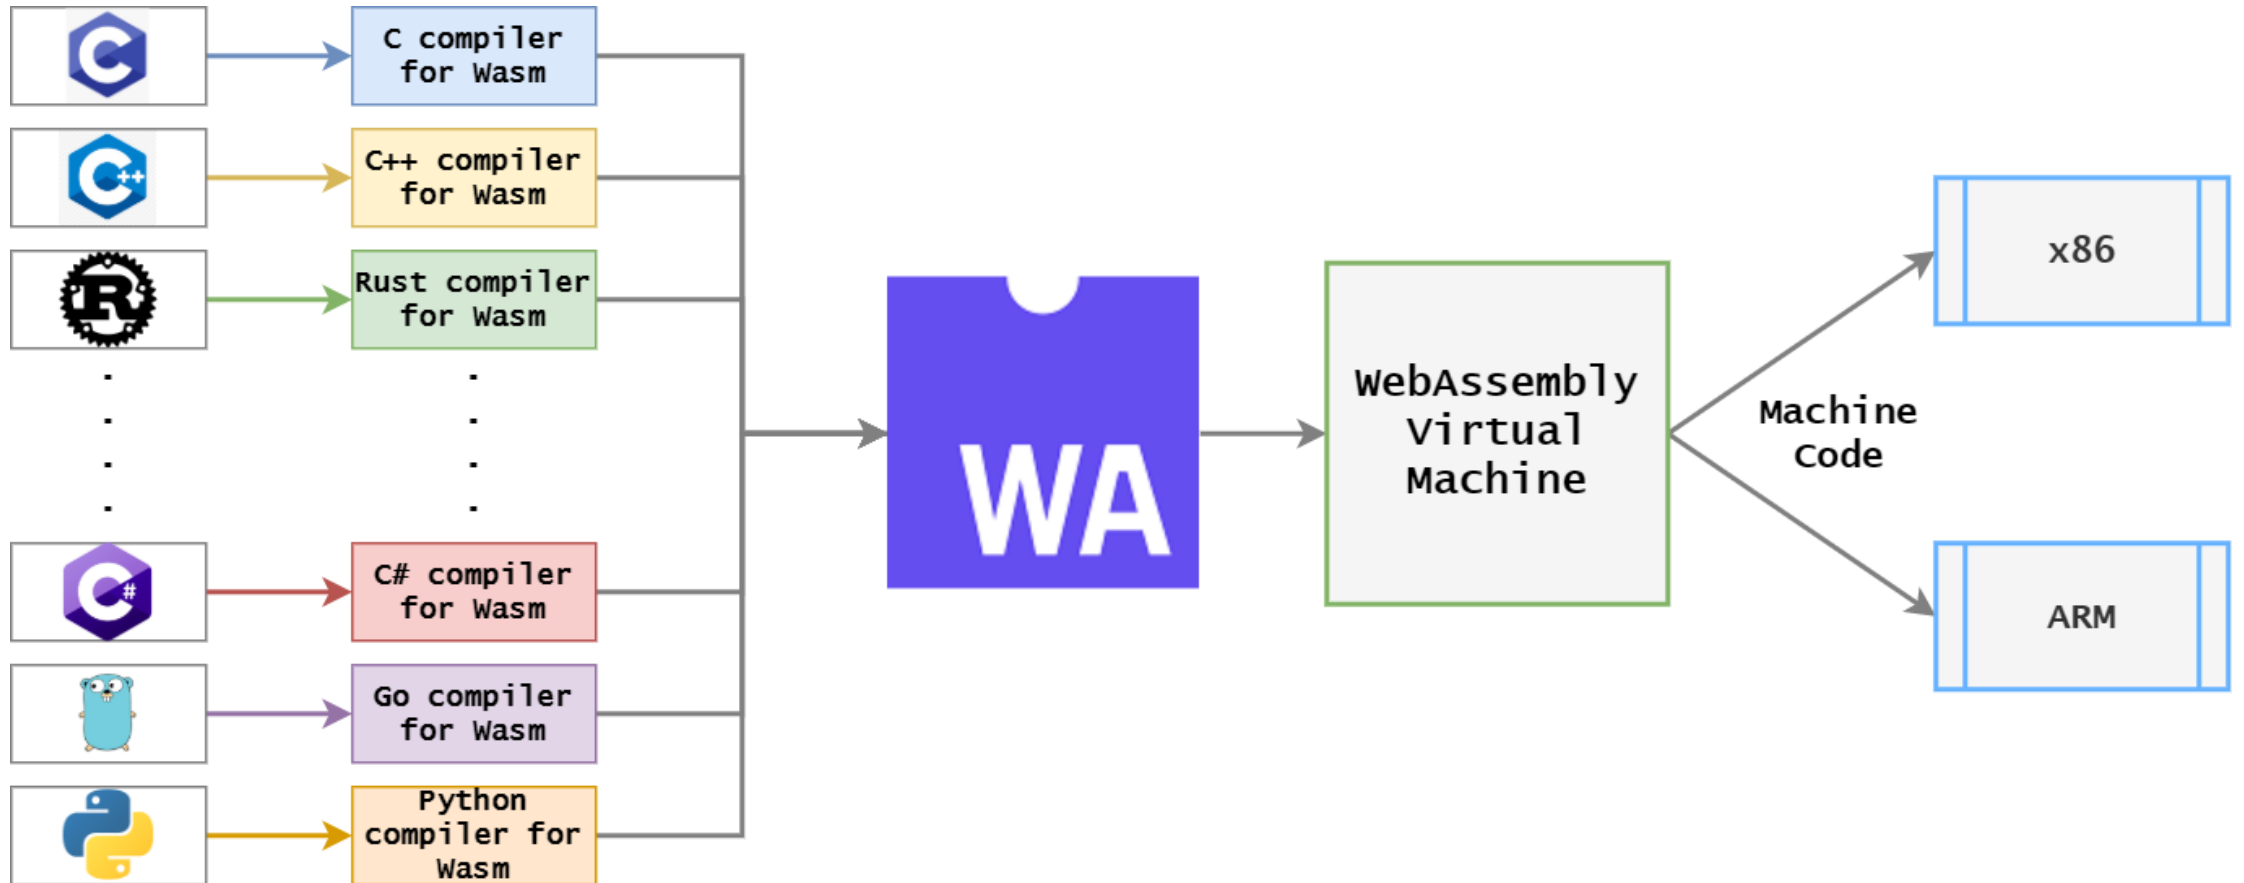 C
C compiler
for Wasm
C++
C++ compiler
for Wasm
R
Rust compiler
for Wasm
C#
C# compiler
for Wasm
Go compiler
for Wasm
Python
compiler for
Wasm
WA
WebAssembly
Virtual
Machine
Machine
Code
x86
ARM